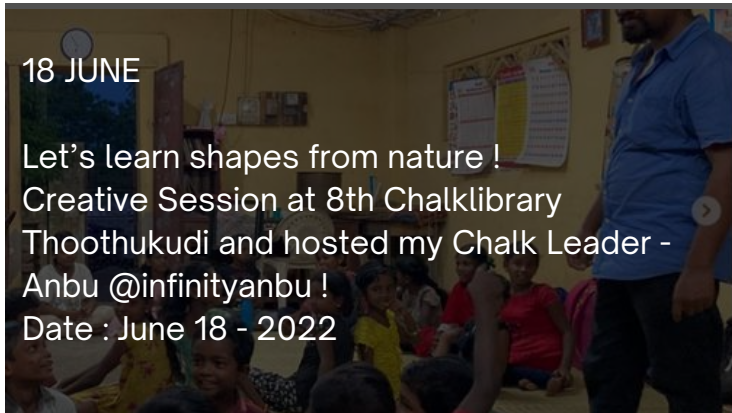 18 JUNE
Let’s learn shapes from nature !
Creative Session at 8th Chalklibrary
Thoothukudi and hosted my Chalk Leader -
Anbu @infinityanbu !
Date : June 18 - 2022